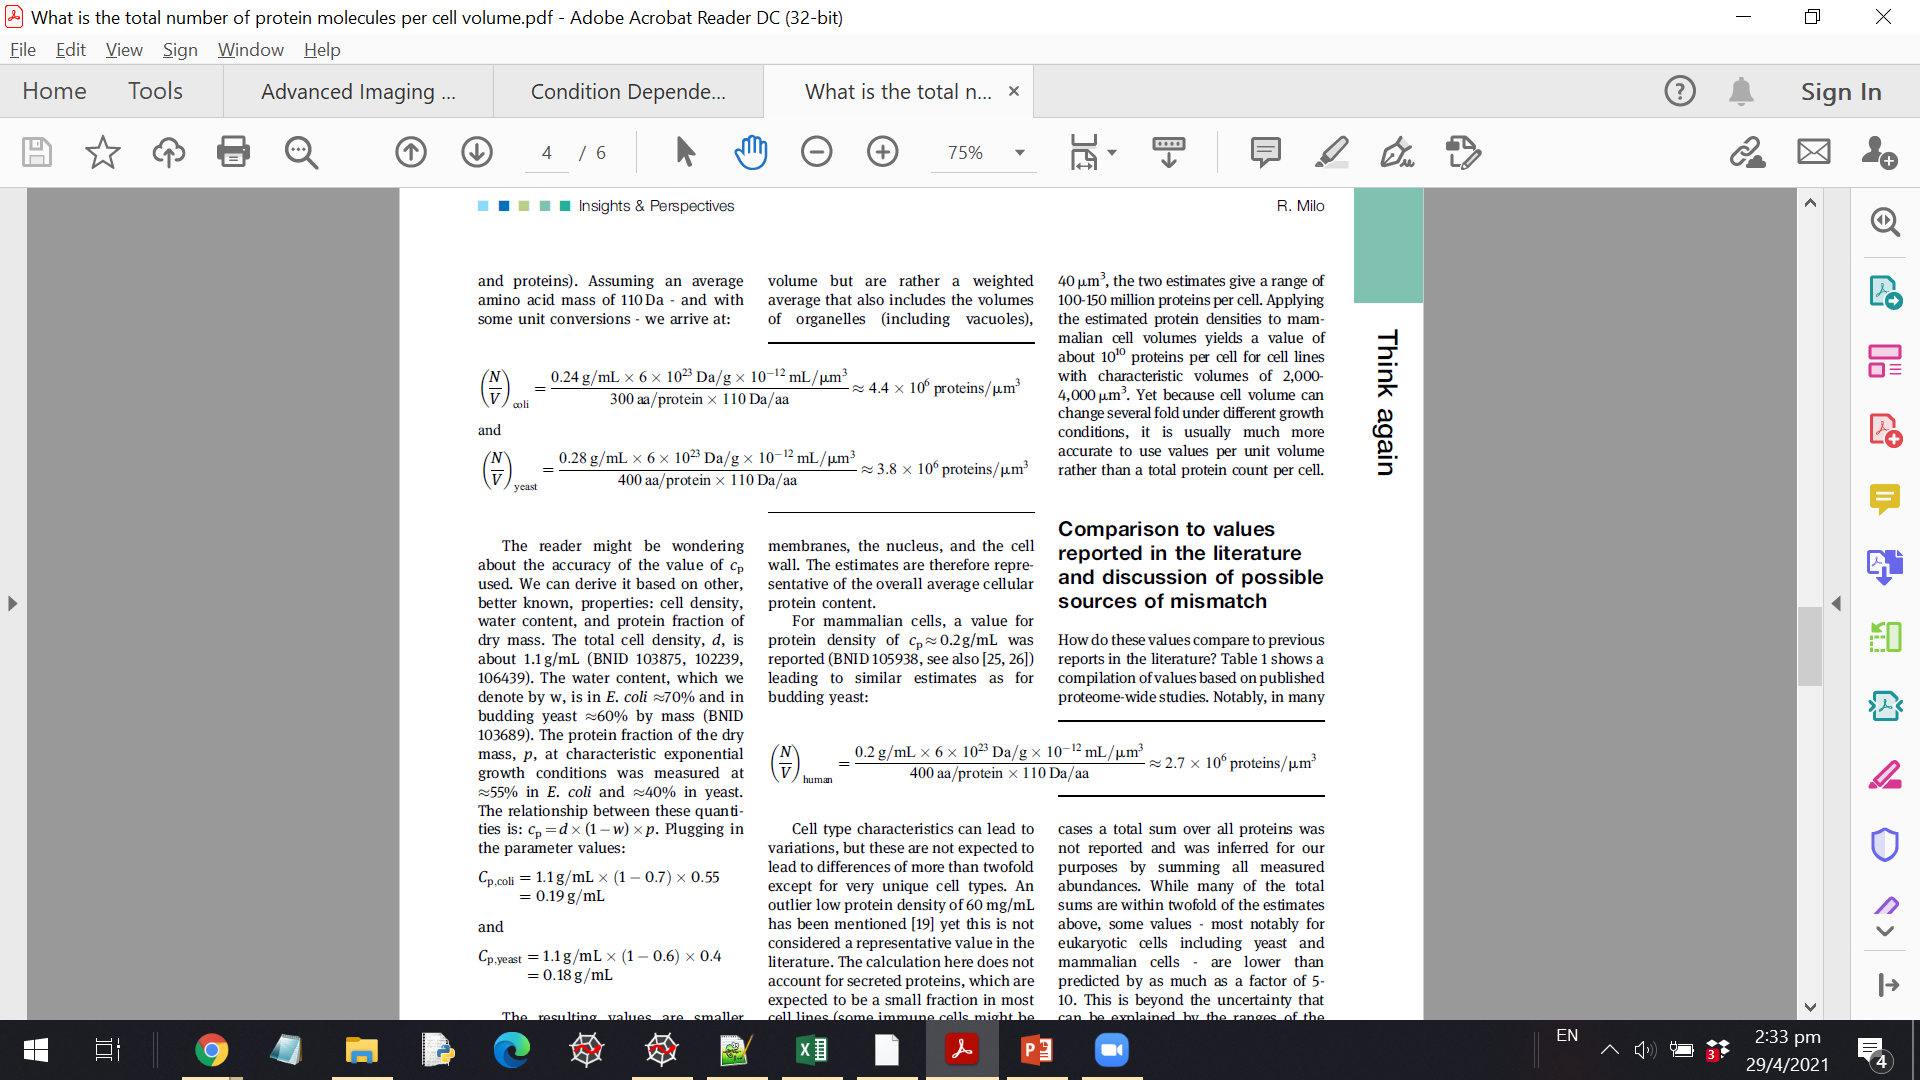 What is the total number of protein molecules per cell volume.pdf - Adobe Acrobat Reader DC (32-bit)
File Edit View Sign Window Help
Home Tools Advanced Imaging ... Condition Depende... What is the total n... × Sign In
4 / 6 75%
Insights & Perspectives R. Milo
and proteins). Assuming an average
amino acid mass of 110 Da - and with
some unit conversions - we arrive at:
volume but are rather a weighted
average that also includes the volumes
of organelles (including vacuoles),
(N/V)coli = 0.24 g/mL × 6 × 10²³ Da/g × 10⁻¹² mL/μm³ / 300 aa/protein × 110 Da/aa ≈ 4.4 × 10⁶ proteins/μm³
and
(N/V)yeast = 0.28 g/mL × 6 × 10²³ Da/g × 10⁻¹² mL/μm³ / 400 aa/protein × 110 Da/aa ≈ 3.8 × 10⁶ proteins/μm³
The reader might be wondering
about the accuracy of the value of cp
used. We can derive it based on other,
better known, properties: cell density,
water content, and protein fraction of
dry mass. The total cell density, d, is
about 1.1 g/mL (BNID 103875, 102239,
106439). The water content, which we
denote by w, is in E. coli ≈70% and in
budding yeast ≈60% by mass (BNID
103689). The protein fraction of the dry
mass, p, at characteristic exponential
growth conditions was measured at
≈55% in E. coli and ≈40% in yeast.
The relationship between these quanti-
ties is: cp = d × (1 − w) × p. Plugging in
the parameter values:
Cp,coli = 1.1 g/mL × (1 − 0.7) × 0.55
= 0.19 g/mL
and
Cp,yeast = 1.1 g/mL × (1 − 0.6) × 0.4
= 0.18 g/mL
The resulting values are smaller
membranes, the nucleus, and the cell
wall. The estimates are therefore repre-
sentative of the overall average cellular
protein content.
For mammalian cells, a value for
protein density of cp ≈ 0.2 g/mL was
reported (BNID 105938, see also [25, 26])
leading to similar estimates as for
budding yeast:
(N/V)human = 0.2 g/mL × 6 × 10²³ Da/g × 10⁻¹² mL/μm³ / 400 aa/protein × 110 Da/aa ≈ 2.7 × 10⁶ proteins/μm³
Cell type characteristics can lead to
variations, but these are not expected to
lead to differences of more than twofold
except for very unique cell types. An
outlier low protein density of 60 mg/mL
has been mentioned [19] yet this is not
considered a representative value in the
literature. The calculation here does not
account for secreted proteins, which are
expected to be a small fraction in most
cell lines (some immune cells might be
40 μm³, the two estimates give a range of
100-150 million proteins per cell. Applying
the estimated protein densities to mam-
malian cell volumes yields a value of
about 10¹⁰ proteins per cell for cell lines
with characteristic volumes of 2,000-
4,000 μm³. Yet because cell volume can
change several fold under different growth
conditions, it is usually much more
accurate to use values per unit volume
rather than a total protein count per cell.
Comparison to values
reported in the literature
and discussion of possible
sources of mismatch
How do these values compare to previous
reports in the literature? Table 1 shows a
compilation of values based on published
proteome-wide studies. Notably, in many
cases a total sum over all proteins was
not reported and was inferred for our
purposes by summing all measured
abundances. While many of the total
sums are within twofold of the estimates
above, some values - most notably for
eukaryotic cells including yeast and
mammalian cells - are lower than
predicted by as much as a factor of 5-
10. This is beyond the uncertainty that
can be explained by the ranges of the
Think again
EN
3
2:33 pm
29/4/2021
4